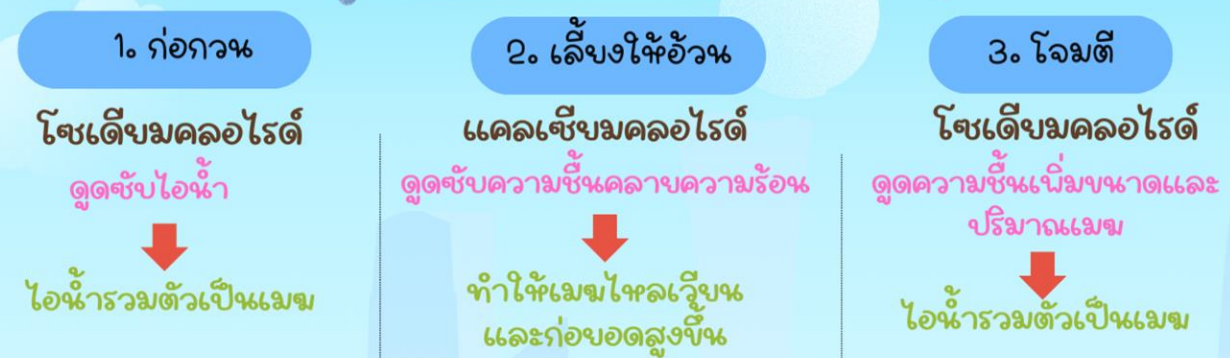 1. ก่อกวน
โซเดียมคลอไรด์
ดูดซับไอน้ำ
ไอน้ำรวมตัวเป็นเมฆ
2. เลี้ยงให้อ้วน
แคลเซียมคลอไรด์
ดูดซับความชื้นคลายความร้อน
ทำให้เมฆไหลเวียน
และก่อยอดสูงขึ้น
3. โจมตี
โซเดียมคลอไรด์
ดูดความชื้นเพิ่มขนาดและ
ปริมาณเมฆ
ไอน้ำรวมตัวเป็นเมฆ